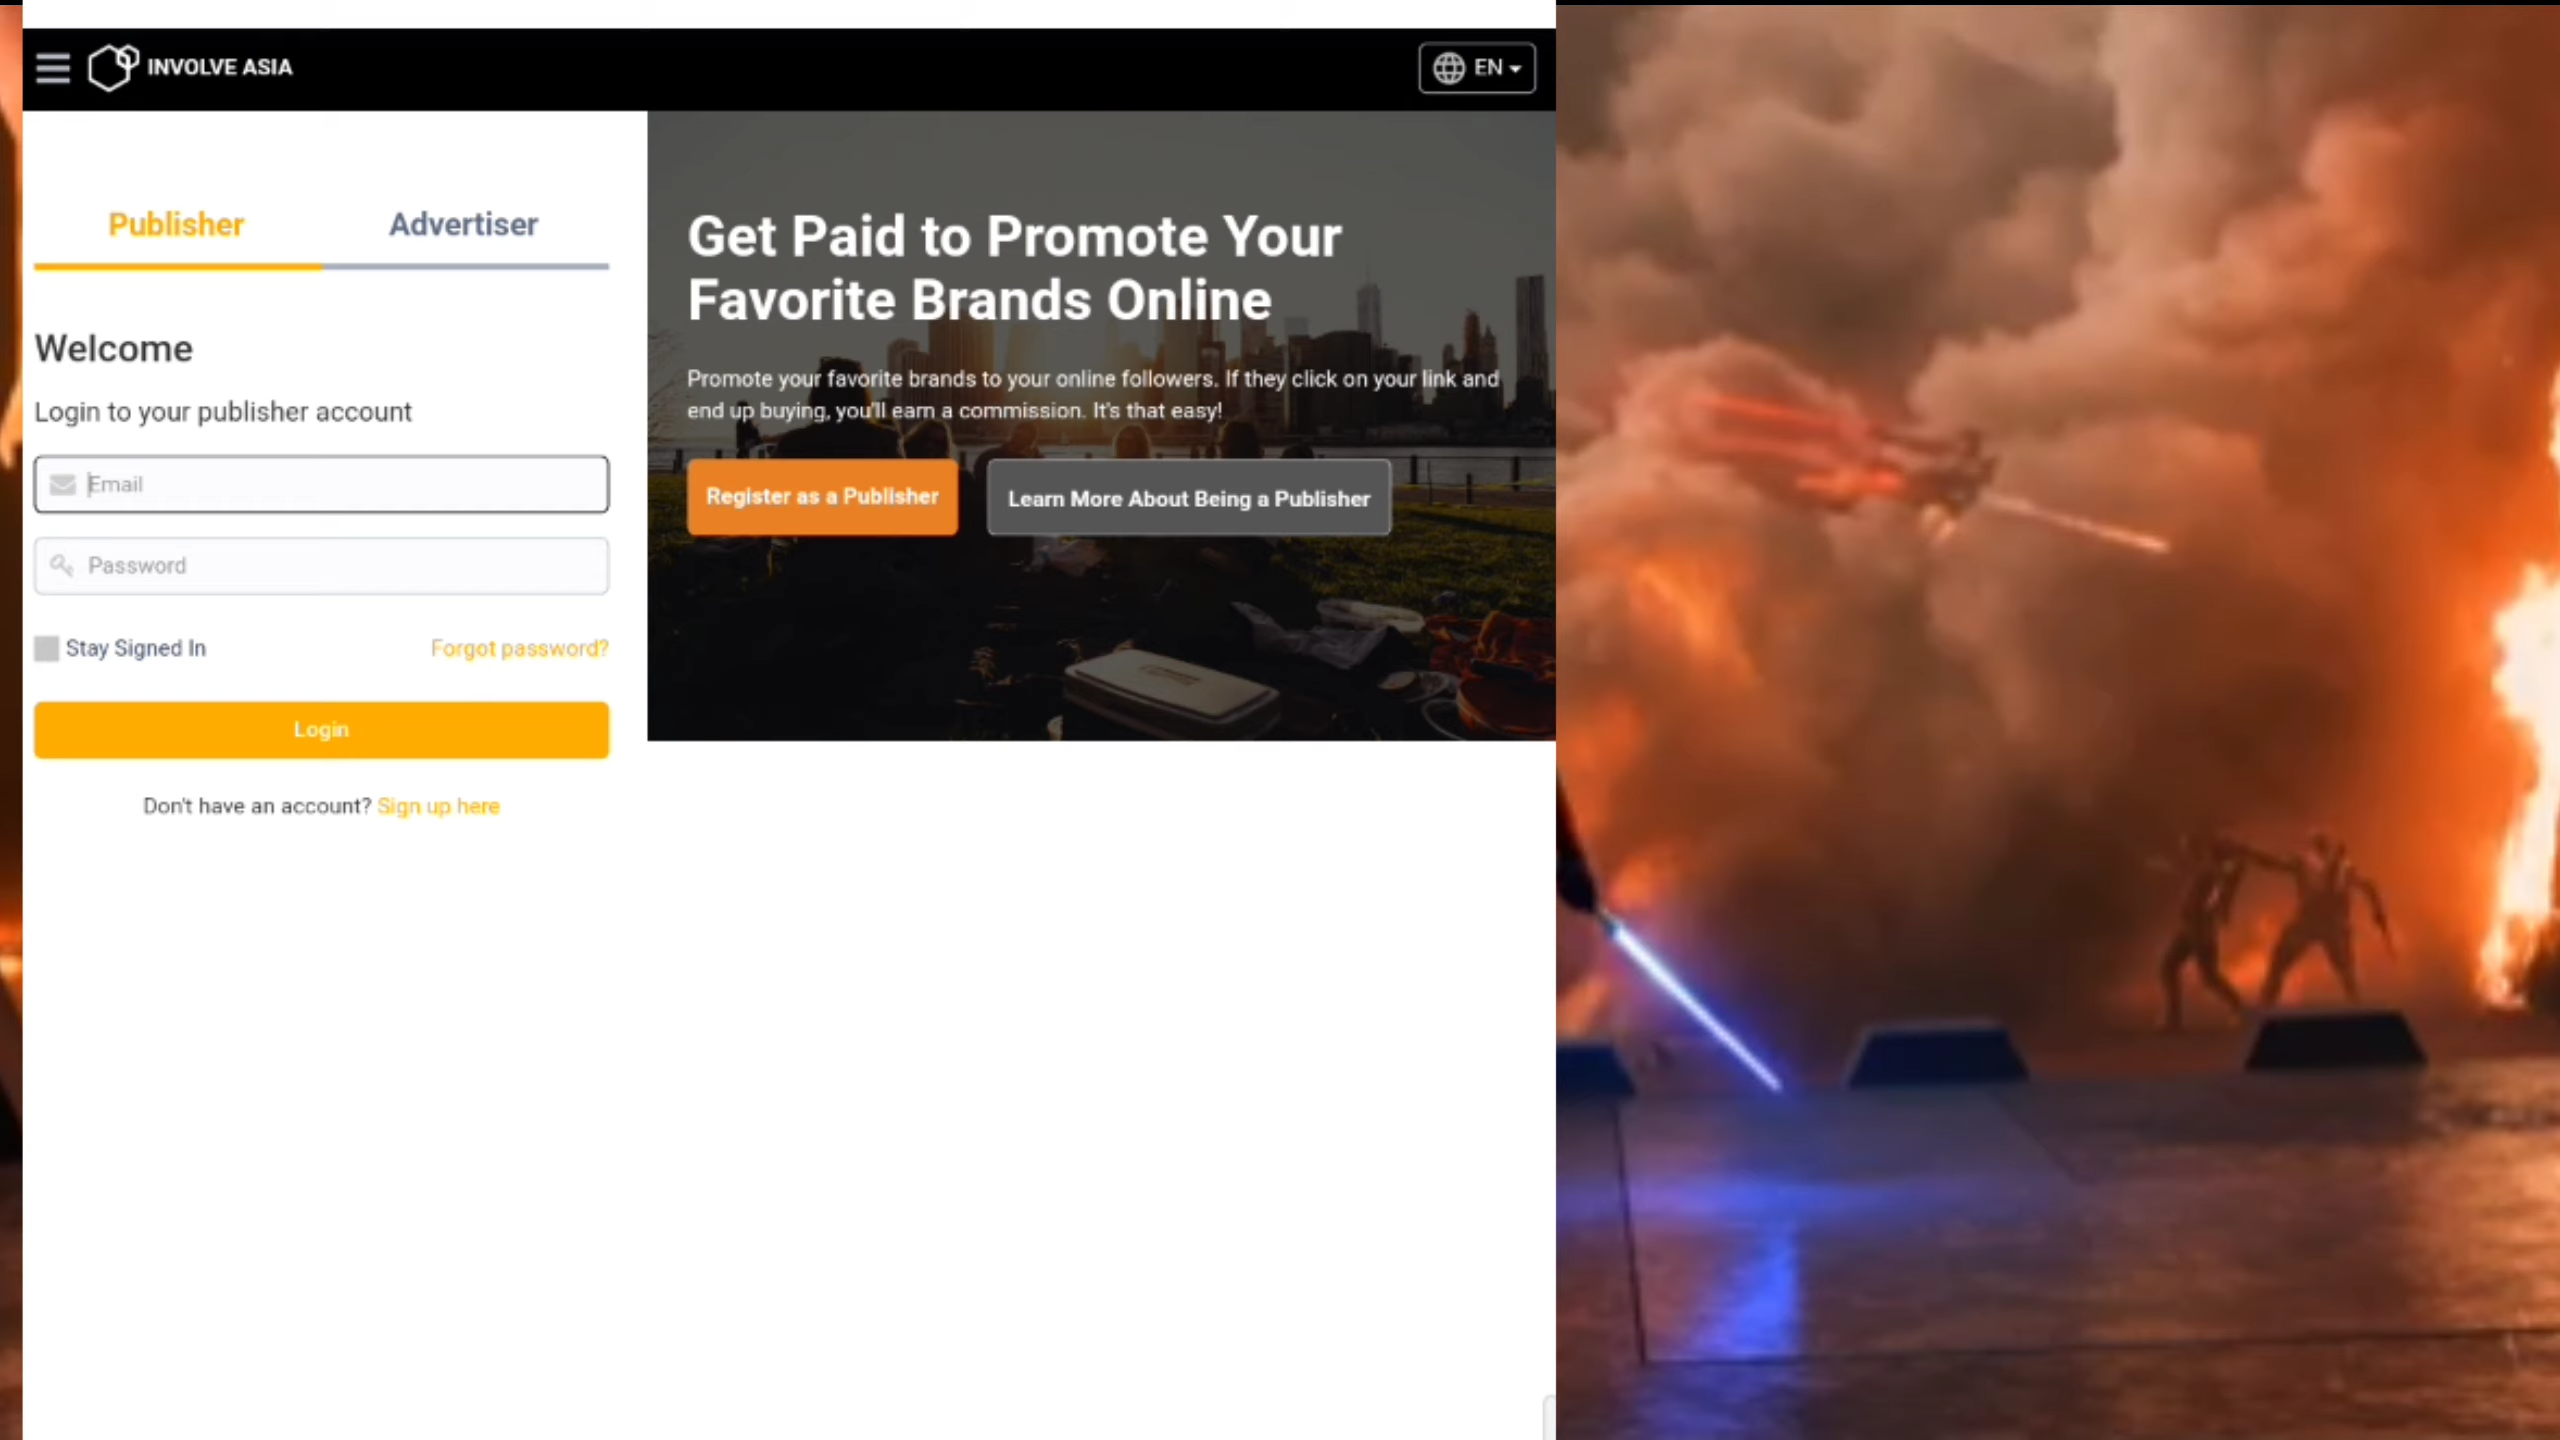 INVOLVE ASIA
EN
Publisher
Advertiser
Welcome
Login to your publisher account
Email
Password
Stay Signed In
Forgot password?
Login
Don't have an account? Sign up here
Get Paid to Promote Your
Favorite Brands Online
Promote your favorite brands to your online followers. If they click on your link and
end up buying, you'll earn a commission. It's that easy!
Register as a Publisher
Learn More About Being a Publisher